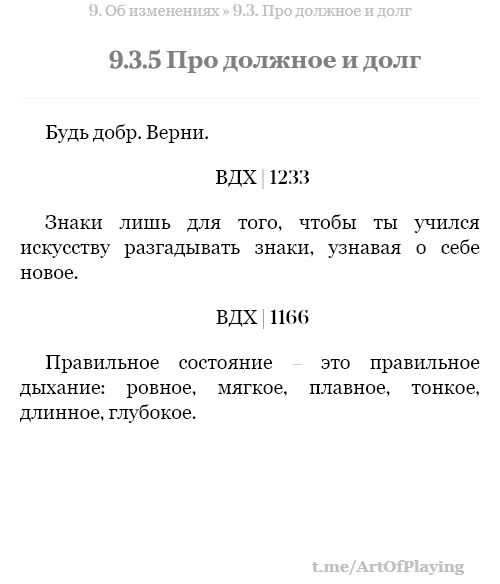 9. Об изменениях » 9.3. Про должное и долг
9.3.5 Про должное и долг
Будь добр. Верни.
ВДХ | 1233
Знаки лишь для того, чтобы ты учился
искусству разгадывать знаки, узнавая о себе
новое.
ВДХ | 1166
Правильное состояние – это правильное
дыхание: ровное, мягкое, плавное, тонкое,
длинное, глубокое.
t.me/ArtOfPlaying